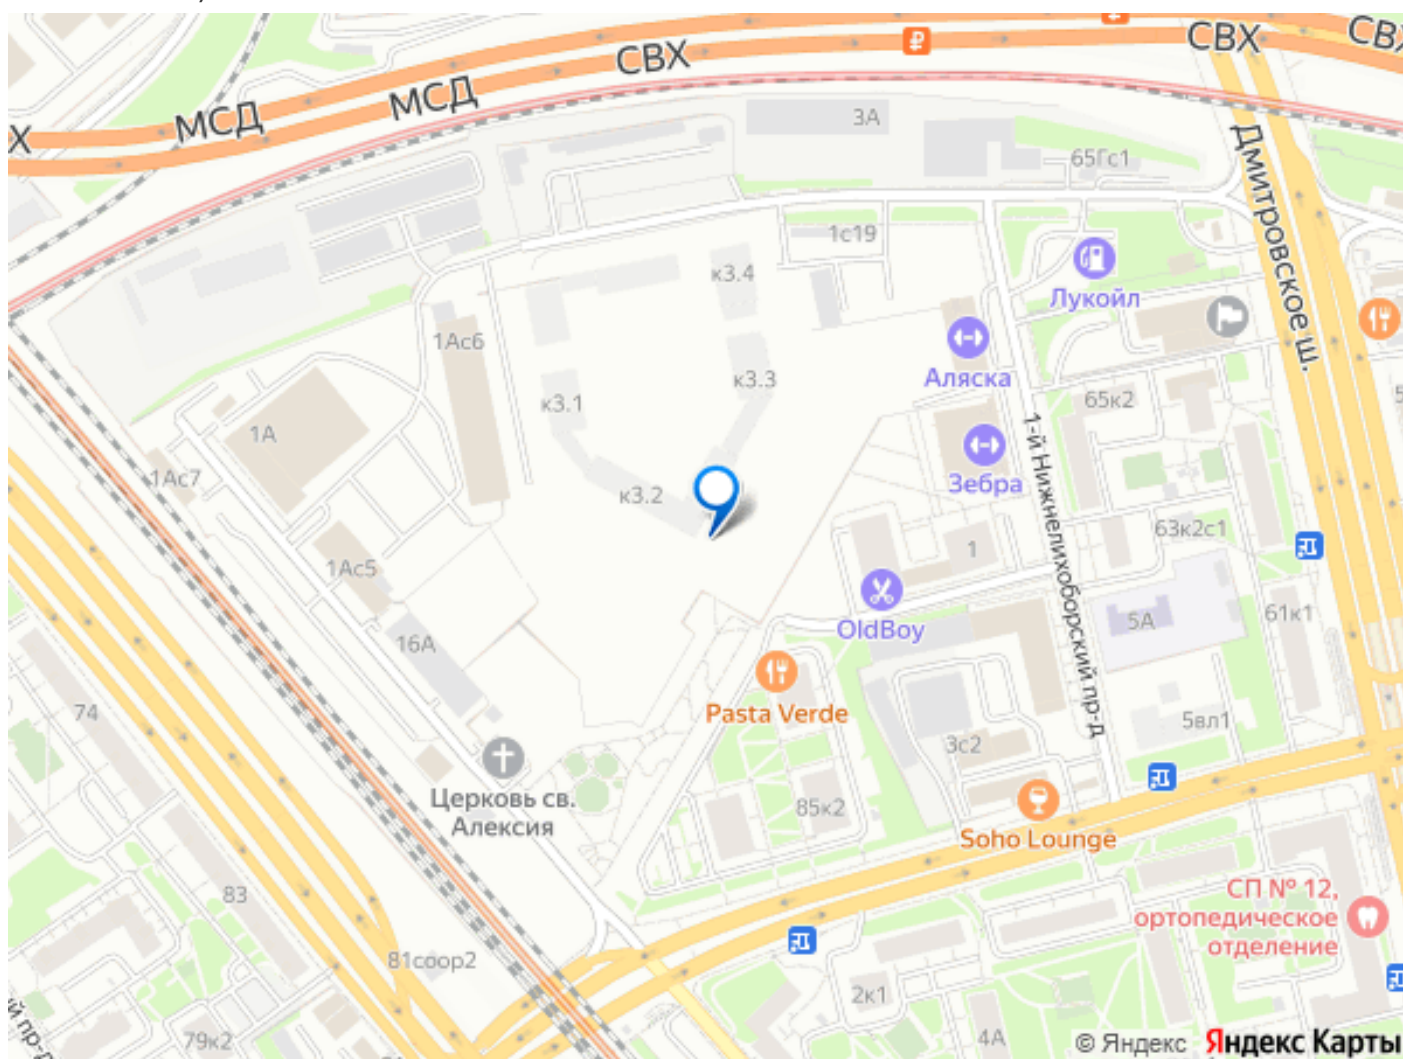 СВХ
СВХ
СВХ
МСД
МСД
Х
3А
65Гс1
Дмитровское ш.
1с19
к3.4
Лукойл
1Ас6
к3.3
Аляска
к3.1
65к2
1А
1-й Нижнелихоборский пр-д
1Ас7
к3.2
Зебра
63к2с1
1
1Ас5
OldBoy
5А
61к1
16А
Pasta Verde
74
5вл1
3с2
Церковь св.
Алексия
85к2
Soho Lounge
83
СП № 12,
ортопедическое
отделение
81соор2
2к1
79к2
4А
© Яндекс Яндекс Карты